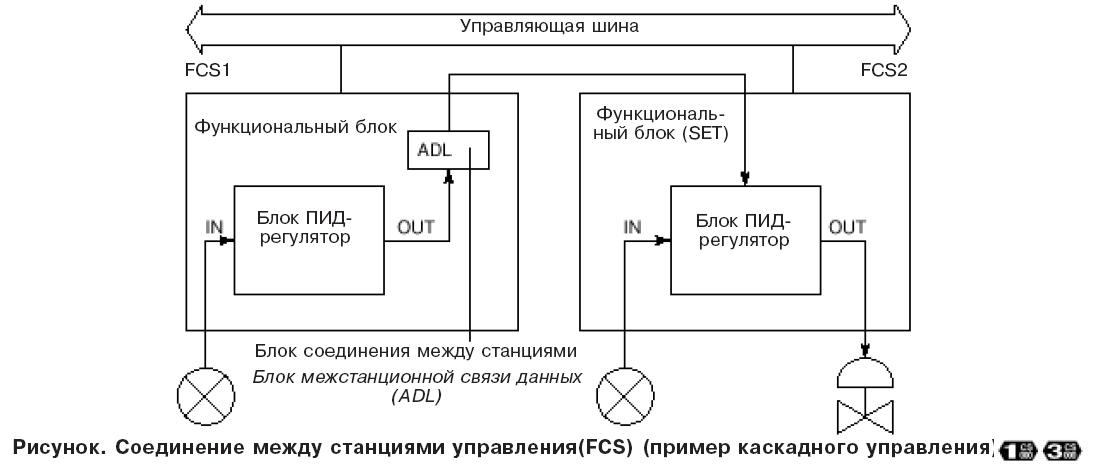 Управляющая шина
FCS1
FCS2
Функциональный блок
ADL
Функциональ-
ный блок (SET)
IN
Блок ПИД-
регулятор
OUT
IN
Блок ПИД-
регулятор
OUT
Блок соединения между станциями
Блок межстанционной связи данных
(ADL)
Рисунок. Соединение между станциями управления(FCS) (пример каскадного управления)
1
3